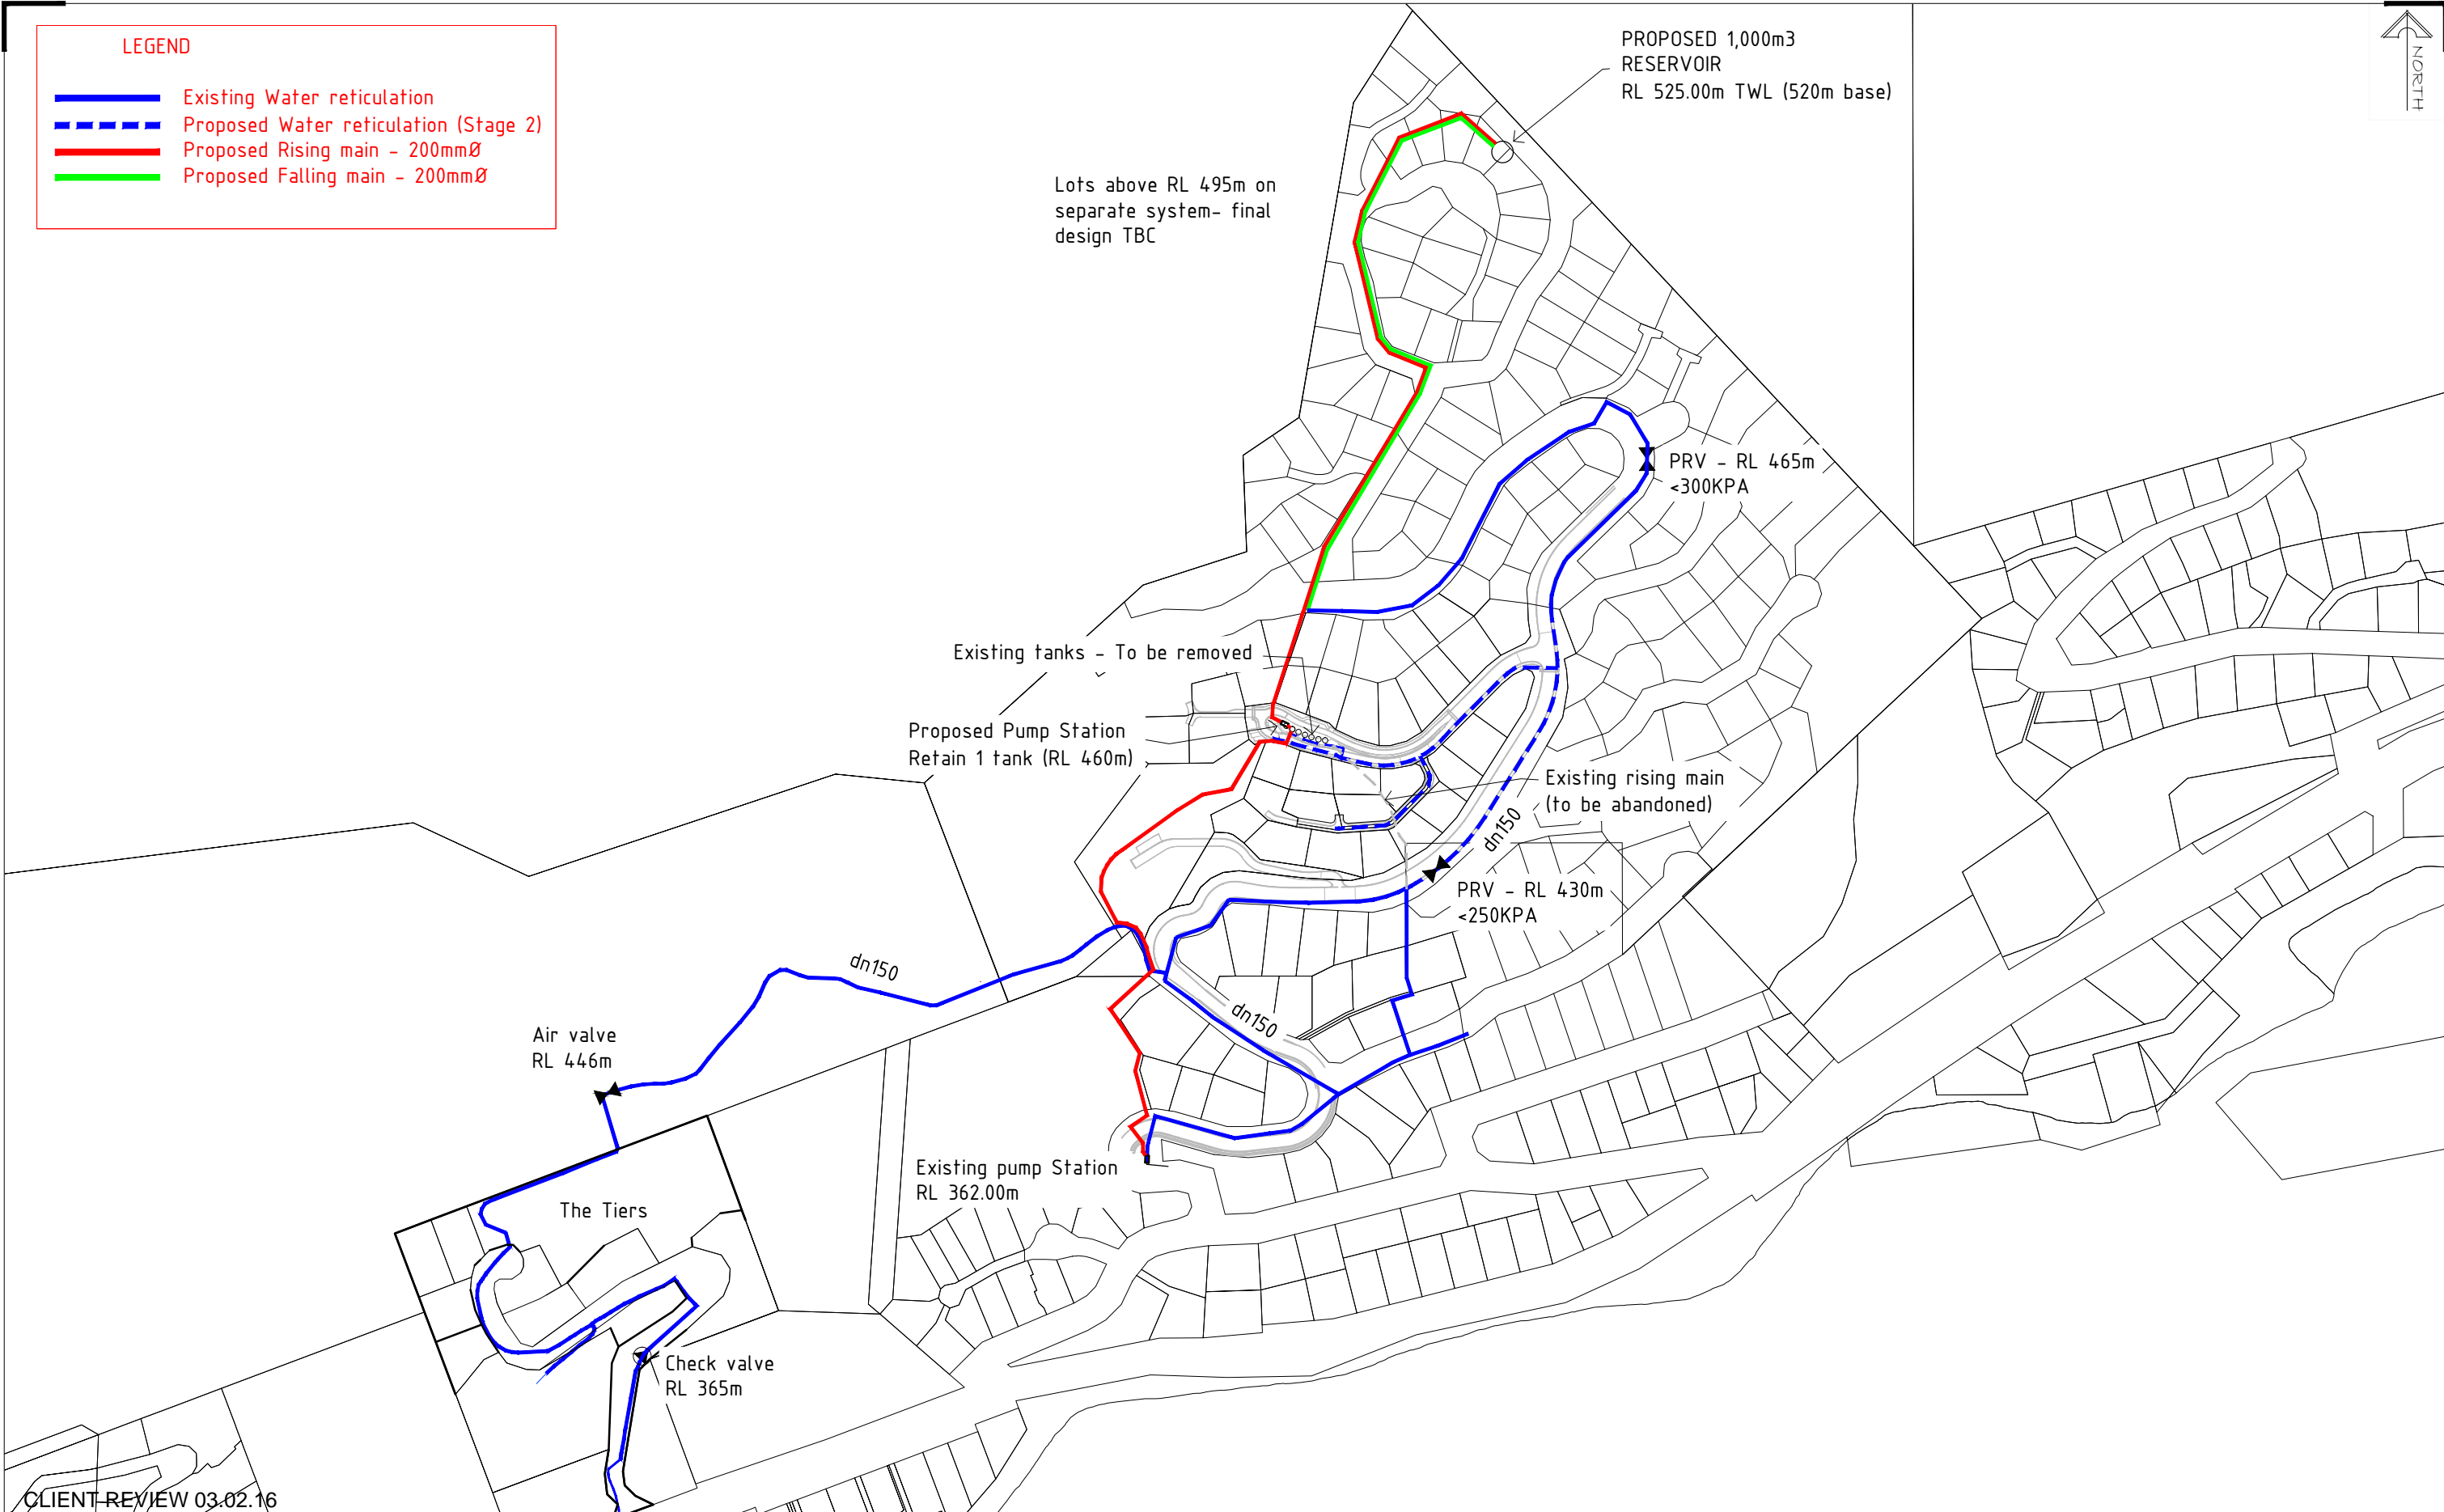 LEGEND
Existing Water reticulation
Proposed Water reticulation (Stage 2)
Proposed Rising main - 200mmØ
Proposed Falling main - 200mmØ
PROPOSED 1,000m3
RESERVOIR
RL 525.00m TWL (520m base)
NORTH
Lots above RL 495m on
separate system- final
design TBC
PRV - RL 465m
<300KPA
Existing tanks - To be removed
Proposed Pump Station
Retain 1 tank (RL 460m)
Existing rising main
(to be abandoned)
dn150
PRV - RL 430m
<250KPA
dn150
dn150
Air valve
RL 446m
Existing pump Station
RL 362.00m
The Tiers
Check valve
RL 365m
CLIENT REVIEW 03.02.16